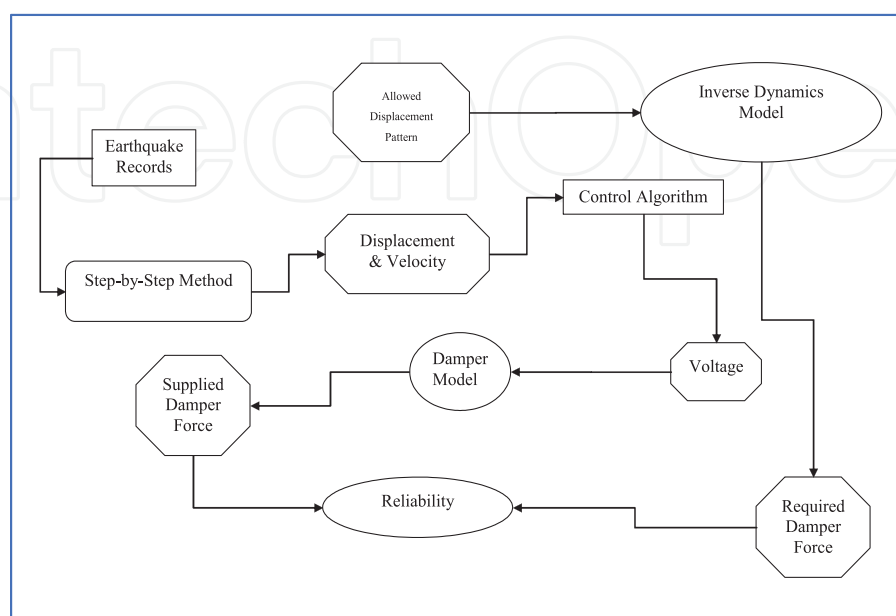 Allowed
Displacement
Pattern
Inverse Dynamics
Model
Earthquake
Records
Control Algorithm
Displacement
& Velocity
Step-by-Step Method
Damper
Model
Voltage
Supplied
Damper
Force
Reliability
Required
Damper
Force